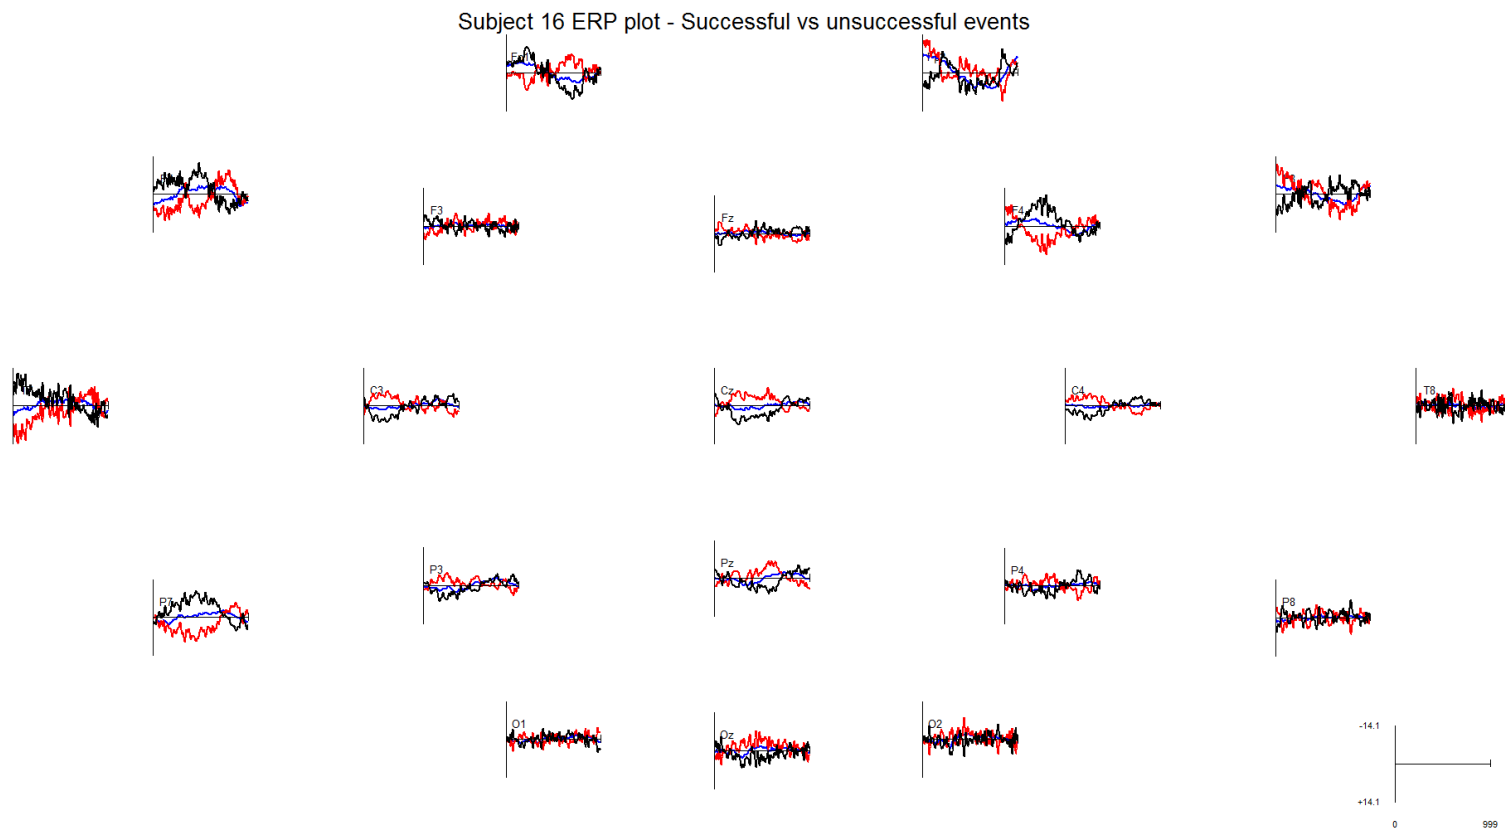 Subject 16 ERP plot - Successful vs unsuccessful events
F3
Fz
F4
C3
Cz
C4
T8
P3
Pz
P4
P7
P8
O1
Oz
O2
-14.1
+14.1
0
999